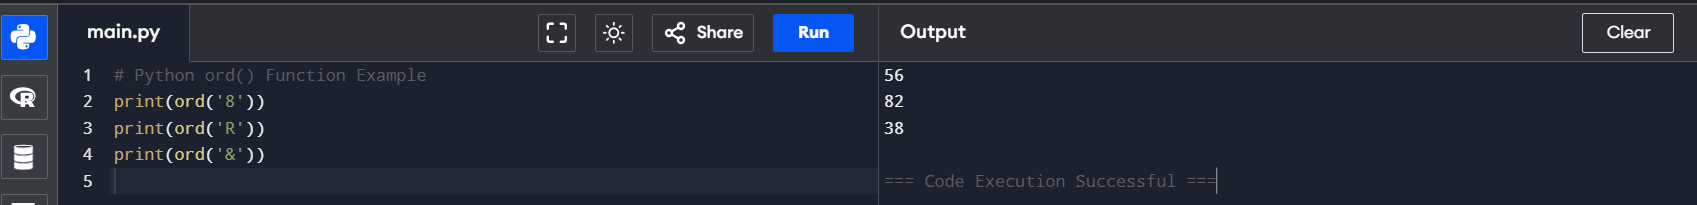 main.py Share Run Output Clear
1 # Python ord() Function Example
2 print(ord('8'))
3 print(ord('R'))
4 print(ord('&'))
5
56
82
38
=== Code Execution Successful ===